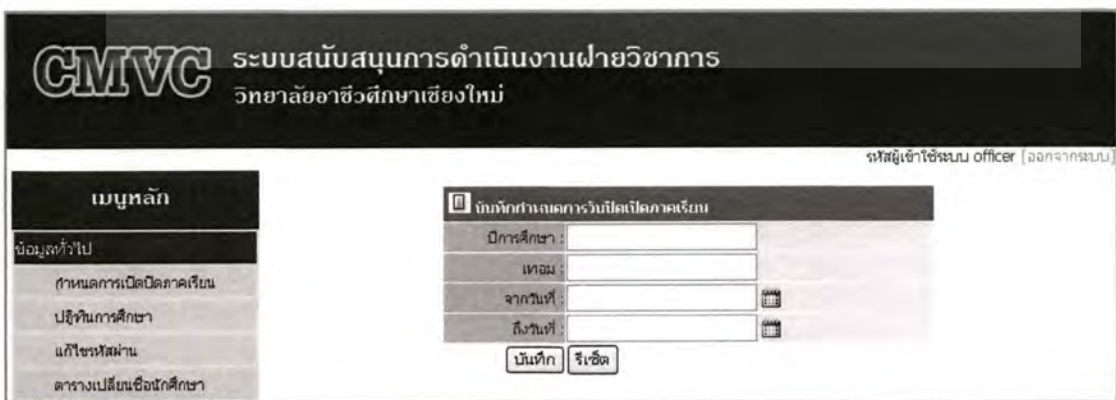 CMVC
ระบบสนับสนุนการดำเนินงานฝ่ายวิชาการ
วิทยาลัยอาชีวศึกษาเชียงใหม่
รหัสผู้เข้าใช้ระบบ officer [ออกจากระบบ]
เมนูหลัก
ข้อมูลทั่วไป
กำหนดการเปิดปิดภาคเรียน
ปฏิทินการศึกษา
แก้ไขรหัสผ่าน
ตารางเปลี่ยนชื่อนักศึกษา
บันทึกกำหนดการวันปิดเปิดภาคเรียน
ปีการศึกษา :
เทอม :
จากวันที่ :
ถึงวันที่ :
บันทึก รีเซ็ต